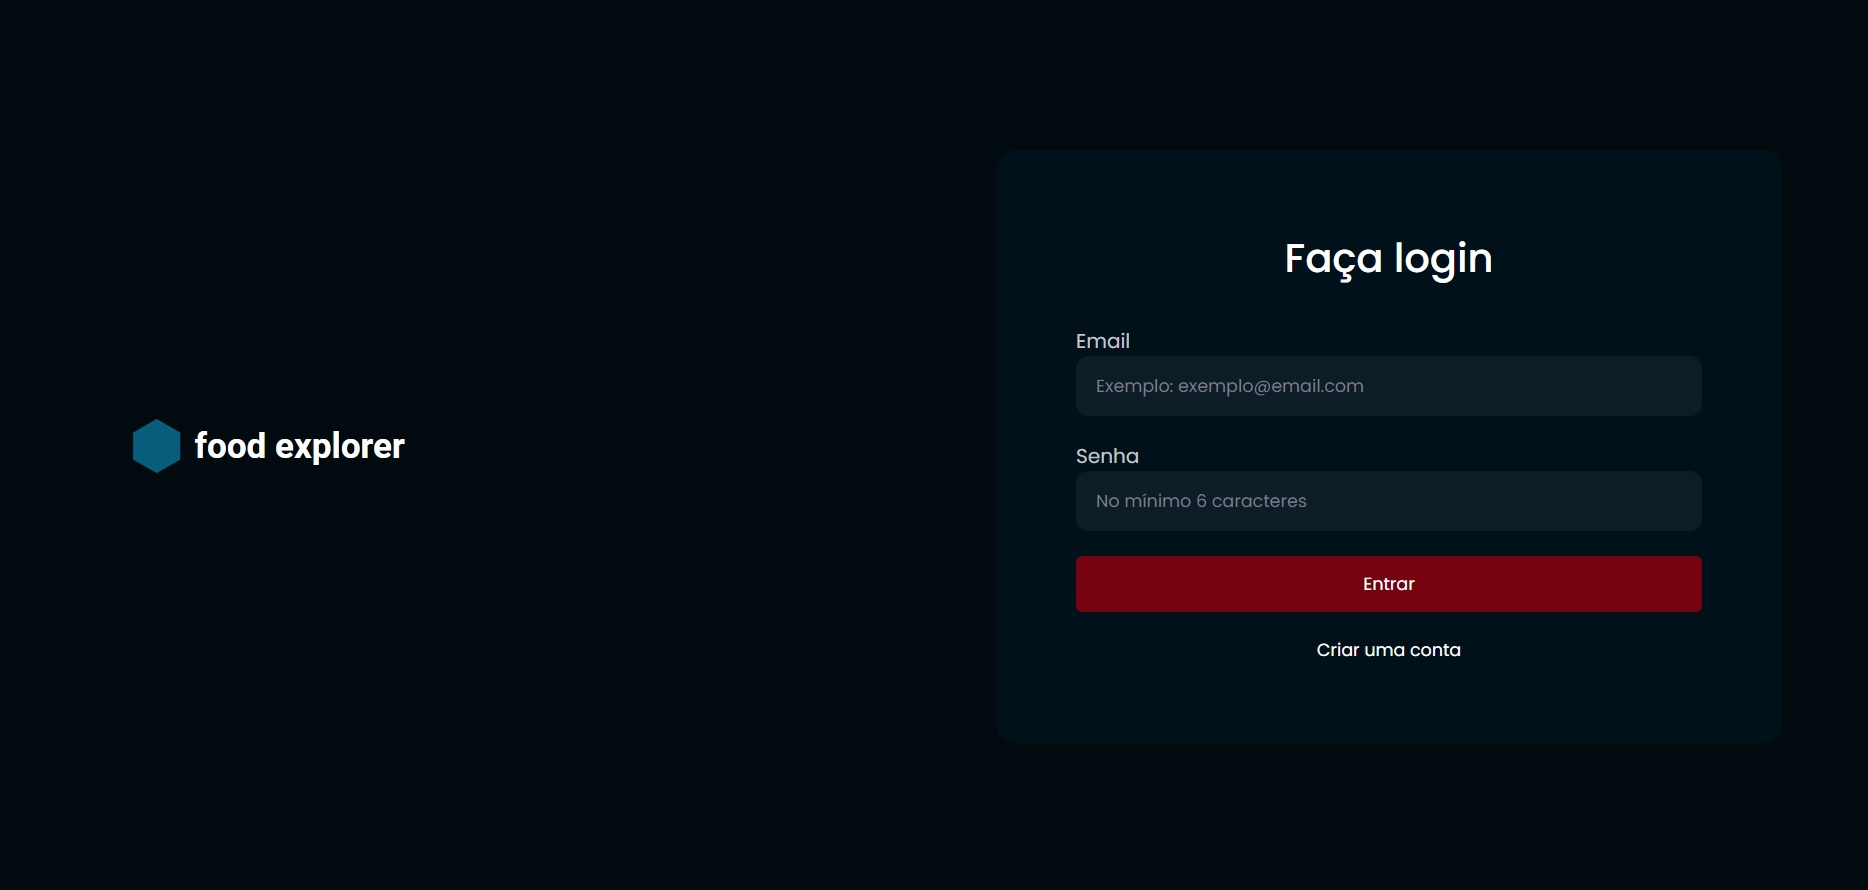 food explorer
Faça login
Email
Exemplo: exemplo@email.com
Senha
No mínimo 6 caracteres
Entrar
Criar uma conta